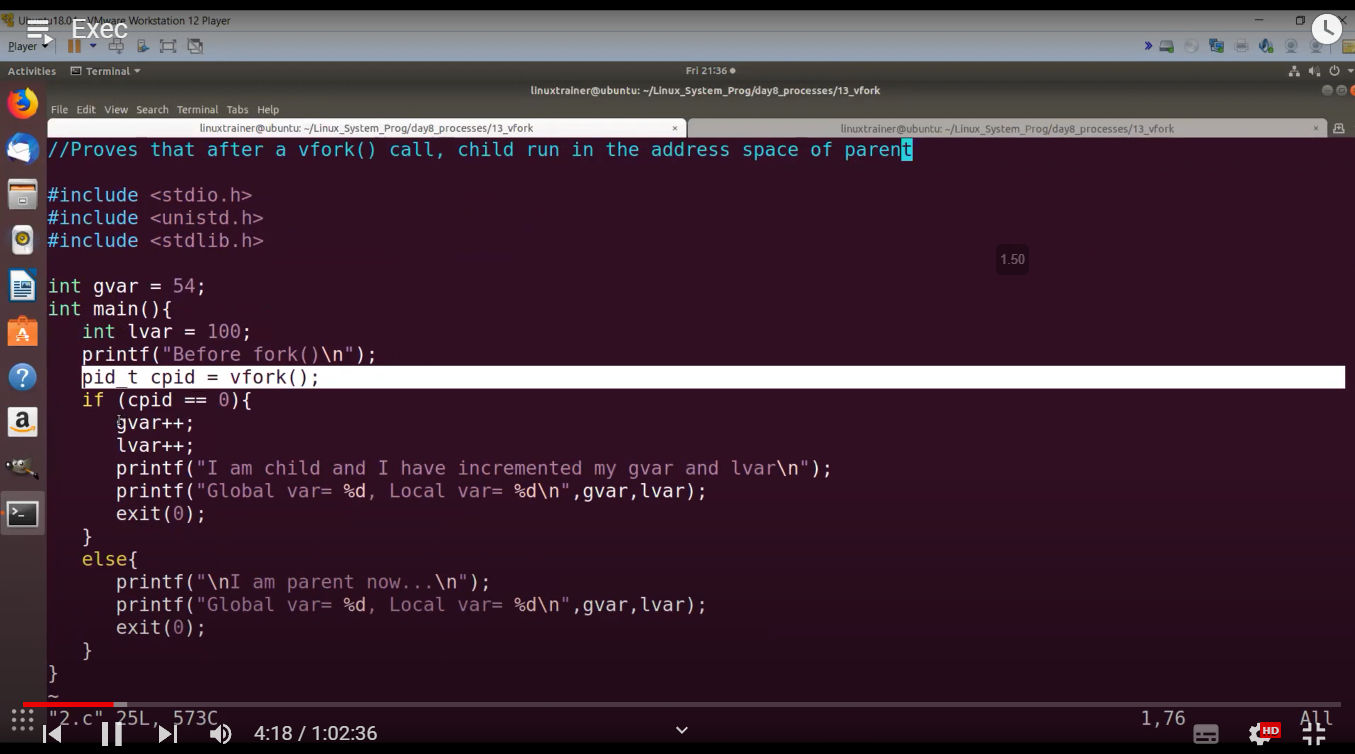 Ubuntu18.04 - VMware Workstation 12 Player
Exec
Player
Activities Terminal Fri 21:36
linuxtrainer@ubuntu: ~/Linux_System_Prog/day8_processes/13_vfork
File Edit View Search Terminal Tabs Help
linuxtrainer@ubuntu: ~/Linux_System_Prog/day8_processes/13_vfork × linuxtrainer@ubuntu: ~/Linux_System_Prog/day8_processes/13_vfork ×
//Proves that after a vfork() call, child run in the address space of parent
#include <stdio.h>
#include <unistd.h>
#include <stdlib.h>
1.50
int gvar = 54;
int main(){
int lvar = 100;
printf("Before fork()\n");
pid_t cpid = vfork();
if (cpid == 0){
gvar++;
lvar++;
printf("I am child and I have incremented my gvar and lvar\n");
printf("Global var= %d, Local var= %d\n",gvar,lvar);
exit(0);
}
else{
printf("\nI am parent now...\n");
printf("Global var= %d, Local var= %d\n",gvar,lvar);
exit(0);
}
}
~
"2.c" 25L, 573C 1,76 All
4:18 / 1:02:36 HD